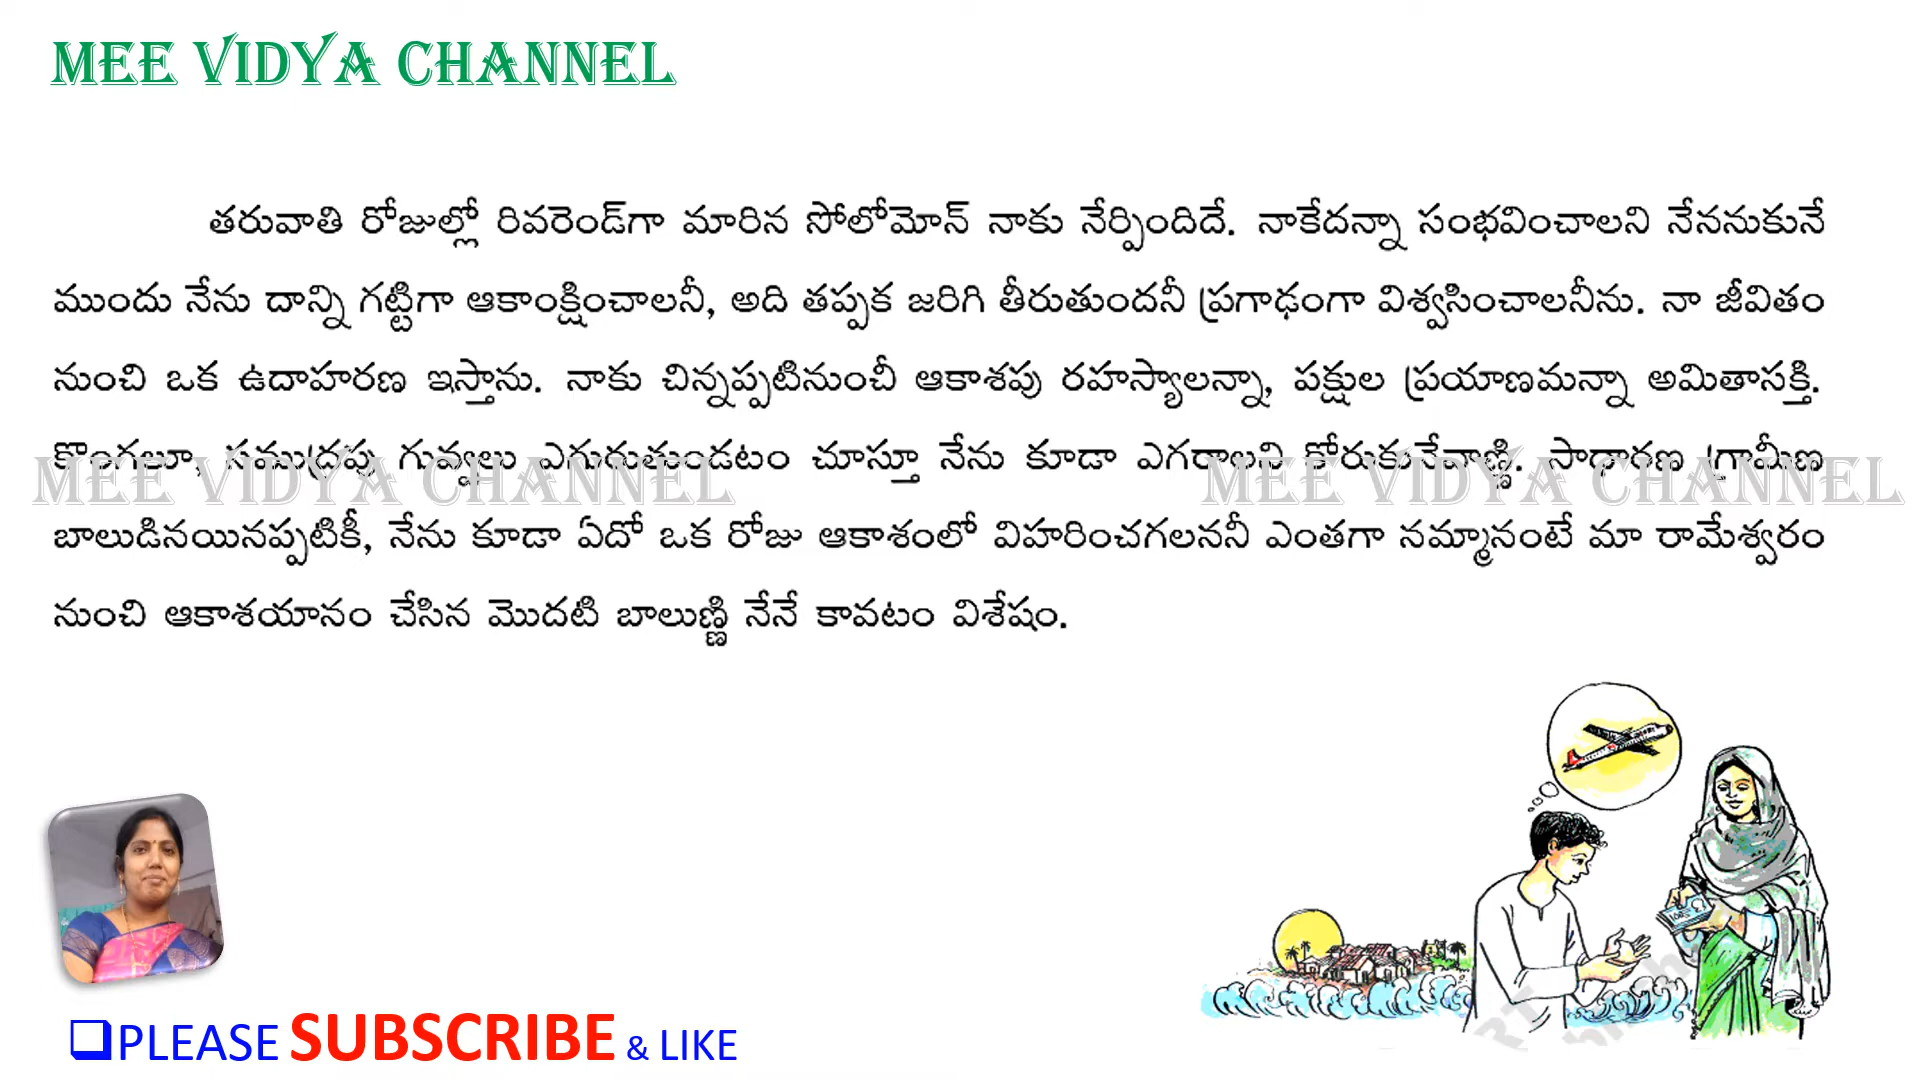 MEE VIDYA CHANNEL
తరువాతి రోజుల్లో రివరెండ్‌గా మారిన సోలోమోన్ నాకు నేర్పిందిదే. నాకేదన్నా సంభవించాలని నేననుకునే
ముందు నేను దాన్ని గట్టిగా ఆకాంక్షించాలనీ, అది తప్పక జరిగి తీరుతుందనీ ప్రగాఢంగా విశ్వసించాలనీను. నా జీవితం
నుంచి ఒక ఉదాహరణ ఇస్తాను. నాకు చిన్నప్పటినుంచీ ఆకాశపు రహస్యాలన్నా, పక్షుల ప్రయాణమన్నా అమితాసక్తి.
కొంగలూ, సముద్రపు గువ్వలు ఎగురుతుండటం చూస్తూ నేను కూడా ఎగరాలని కోరుకునేవాణ్ణి. సాధారణ గ్రామీణ
MEE VIDYA CHANNEL MEE VIDYA CHANNEL
బాలుడినయినప్పటికీ, నేను కూడా ఏదో ఒక రోజు ఆకాశంలో విహరించగలననీ ఎంతగా నమ్మానంటే మా రామేశ్వరం
నుంచి ఆకాశయానం చేసిన మొదటి బాలుణ్ణి నేనే కావటం విశేషం.
PLEASE SUBSCRIBE & LIKE